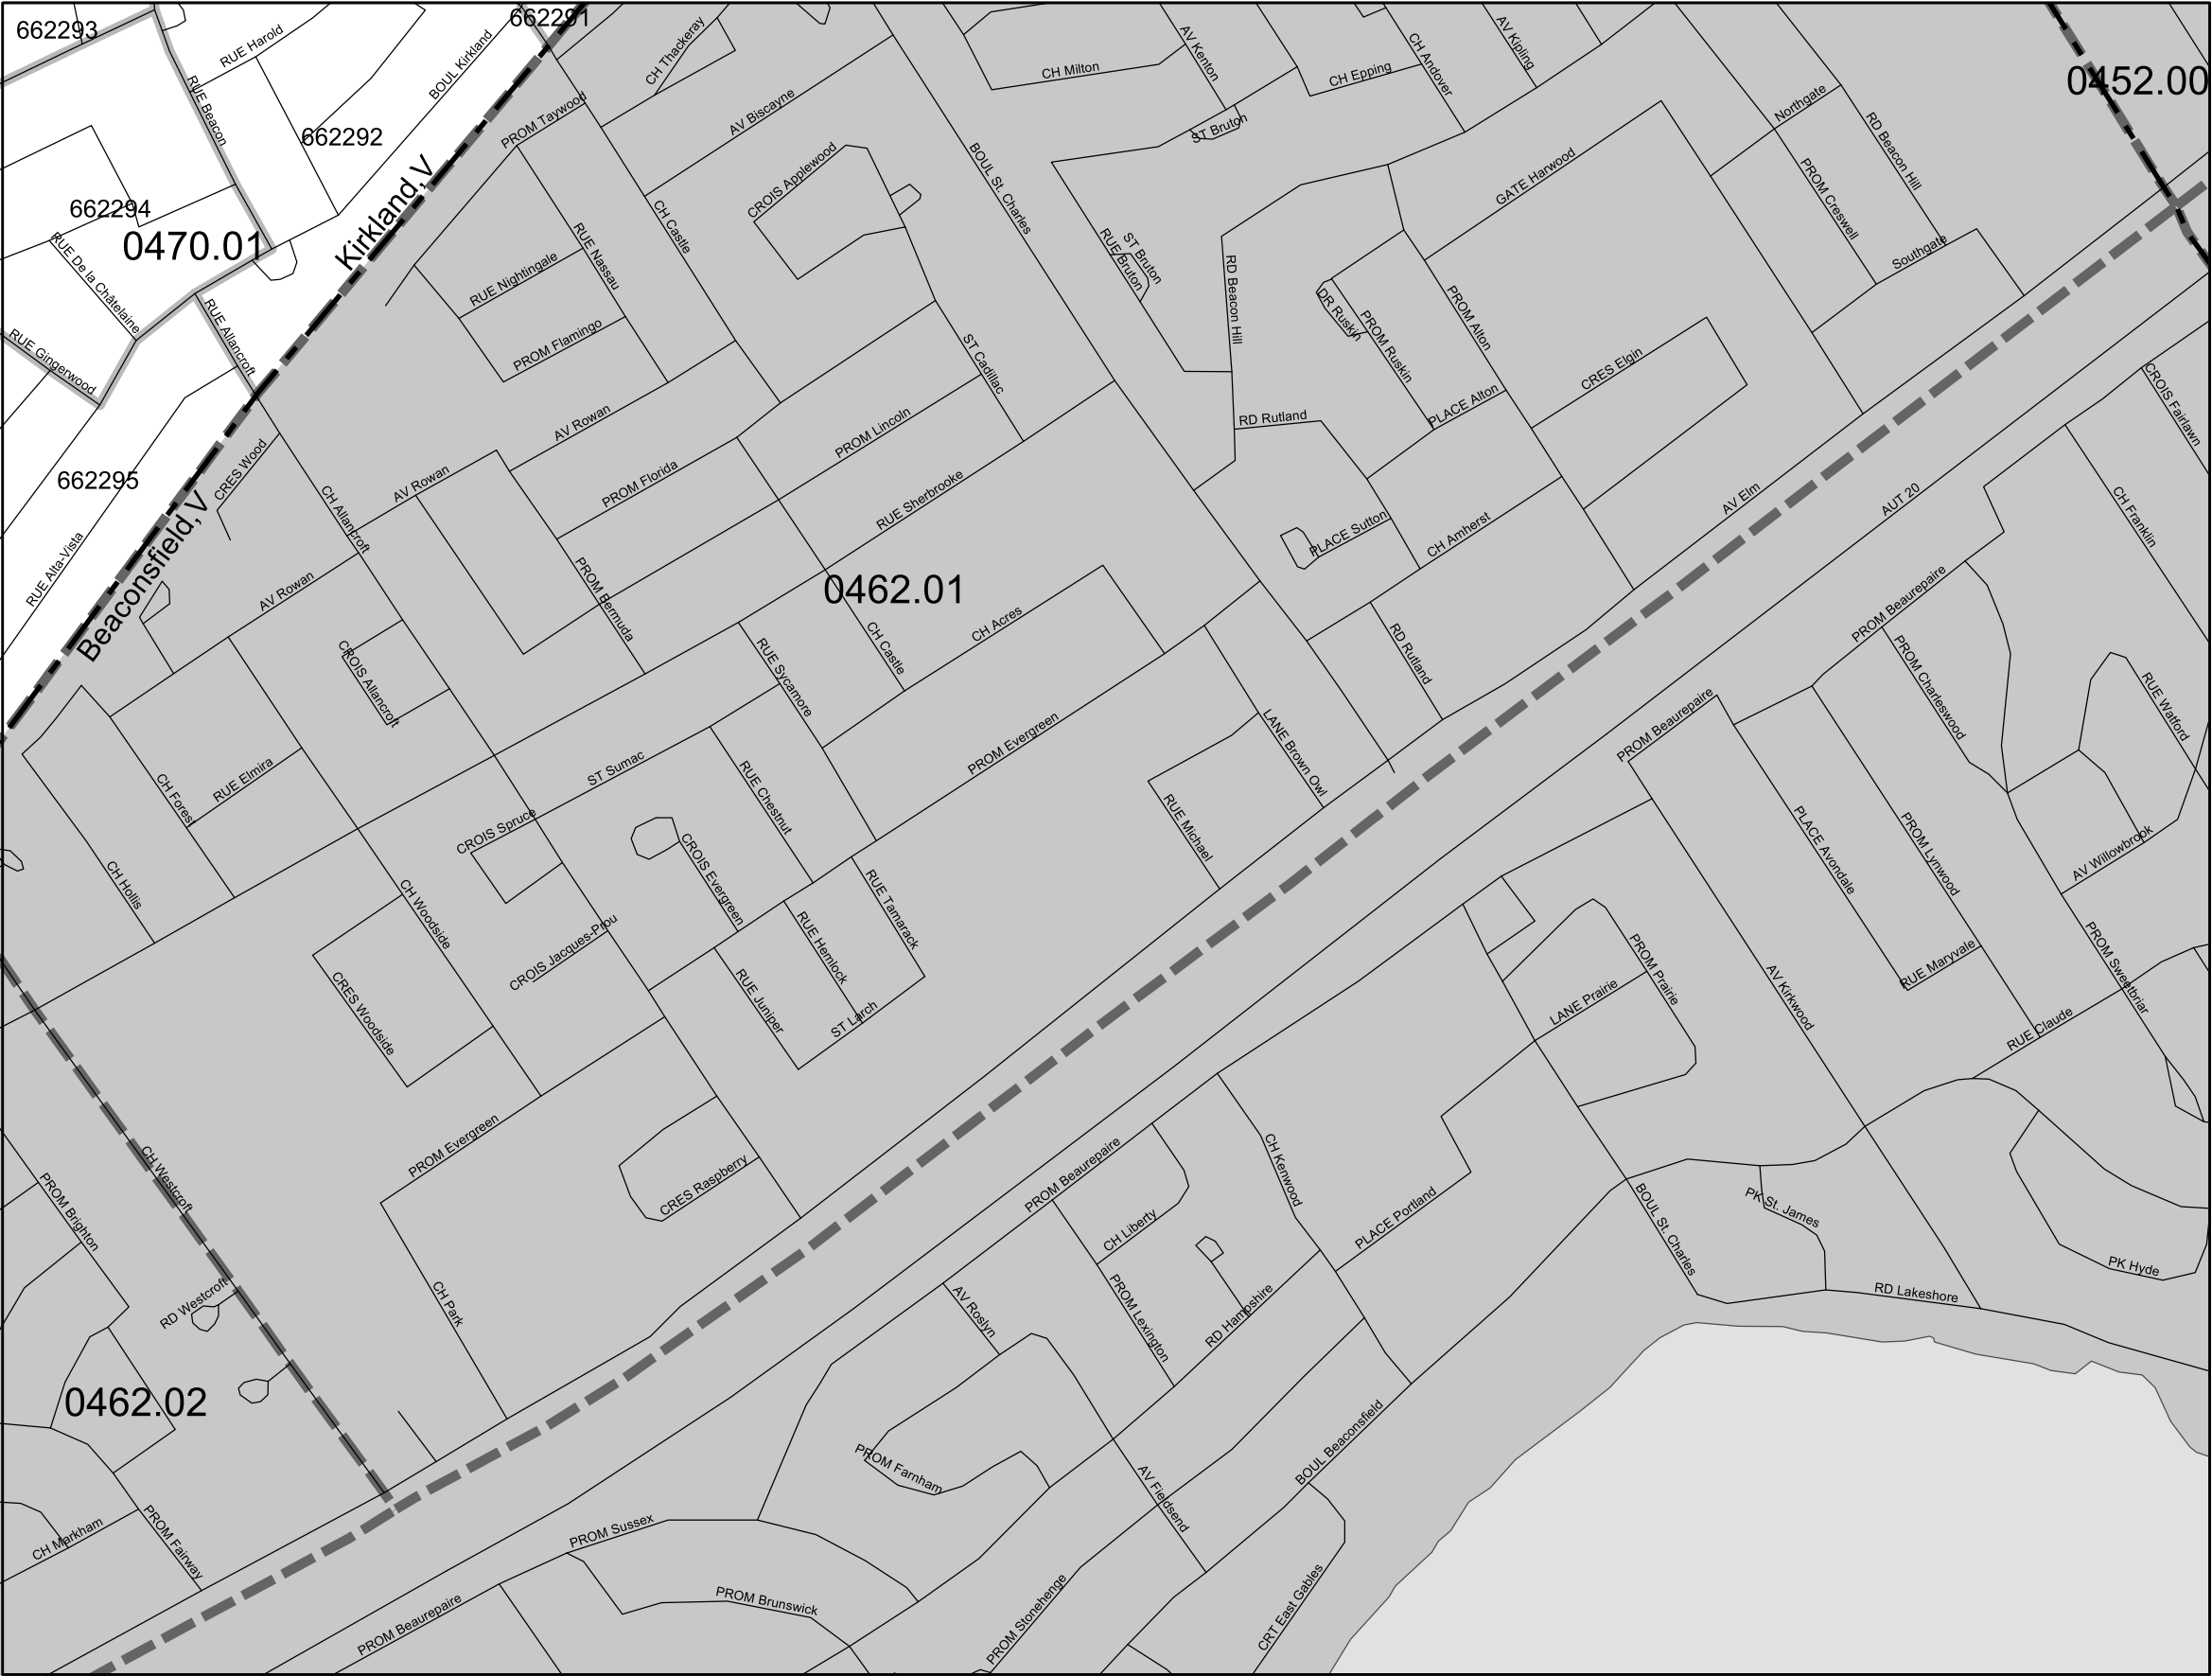 662293
RUE Harold
RUE Beacon
BOUL Kirkland
662291
662292
662294
0470.01
Kirkland, V
RUE De la Châtelaine
RUE Gingerwood
RUE Allancroft
662295
RUE Alta-Vista
Beaconsfield, V
CH Thackeray
PROM Taywood
AV Biscayne
CH Milton
AV Kenton
CH Epping
CH Andover
AV Kipling
0452.00
Northgate
RD Beacon Hill
ST Bruton
BOUL St. Charles
CROIS Applewood
CH Castle
RUE Nassau
RUE Nightingale
PROM Flamingo
ST Bruton
RUE Bruton
RD Beacon Hill
GATE Harwood
PROM Creswell
Southgate
DR Ruskin
PROM Ruskin
PROM Alton
CRES Elgin
PLACE Alton
RD Rutland
ST Cadillac
AV Rowan
PROM Lincoln
PROM Florida
RUE Sherbrooke
CRES Wood
CH Allancroft
AV Rowan
AV Rowan
PROM Bermuda
0462.01
CH Castle
CH Acres
PLACE Sutton
CH Amherst
RD Rutland
AV Elm
AUT 20
CROIS Fairlawn
CH Franklin
PROM Beaurepaire
PROM Charleswood
RUE Watford
CROIS Allancroft
RUE Sycamore
ST Sumac
PROM Evergreen
LANE Brown Owl
RUE Michael
PROM Beaurepaire
PLACE Avondale
PROM Lynwood
AV Willowbrook
CH Forest
RUE Elmira
CH Hollis
CROIS Spruce
RUE Chestnut
CROIS Evergreen
RUE Tamarack
RUE Hemlock
RUE Juniper
ST Larch
CH Woodside
CROIS Jacques-Prou
CRES Woodside
PROM Prairie
LANE Prairie
AV Kirkwood
RUE Maryvale
PROM Sweetbriar
RUE Claude
PROM Evergreen
CRES Raspberry
CH Westcroft
PROM Brighton
RD Westcroft
CH Park
PROM Beaurepaire
CH Kenwood
CH Liberty
PROM Lexington
RD Hampshire
PLACE Portland
BOUL St. Charles
PK St. James
PK Hyde
RD Lakeshore
AV Roslyn
0462.02
PROM Farnham
AV Fieldsend
BOUL Beaconsfield
CH Markham
PROM Fairway
PROM Sussex
PROM Beaurepaire
PROM Brunswick
PROM Stonehenge
CRT East Gables